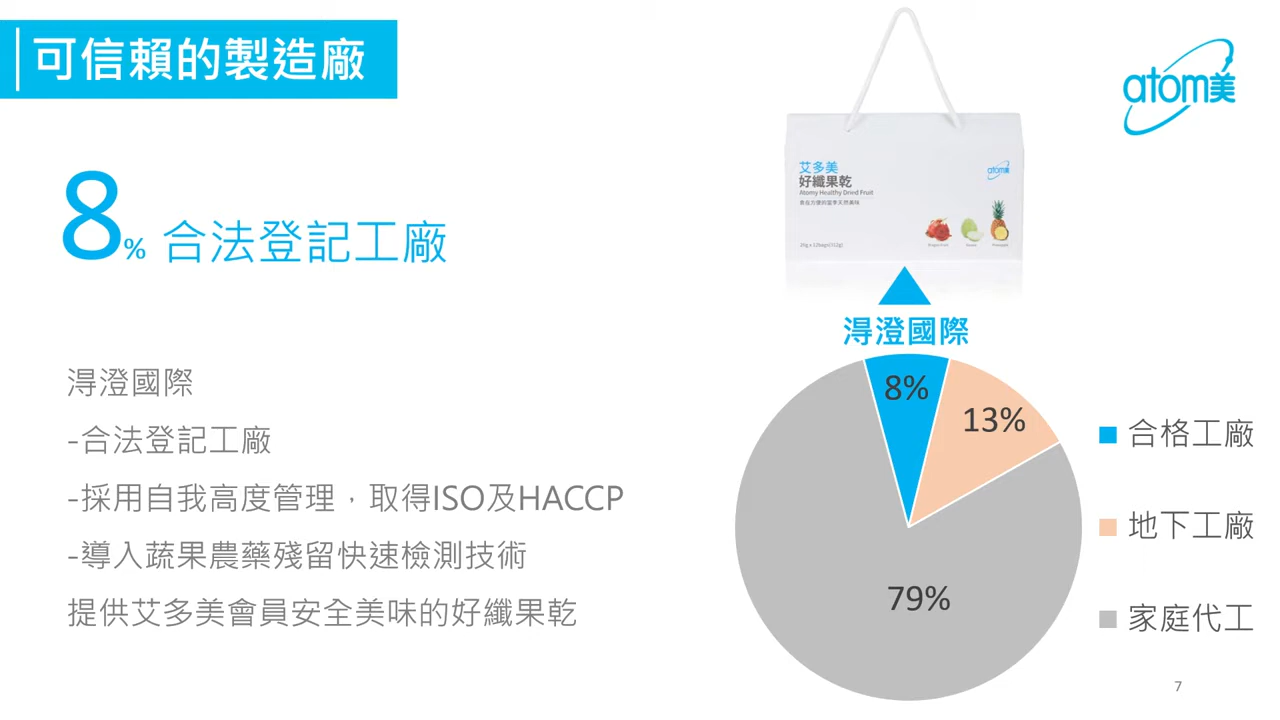 可信賴的製造廠
atom美
8% 合法登記工廠
淂澄國際
-合法登記工廠
-採用自我高度管理，取得ISO及HACCP
-導入蔬果農藥殘留快速檢測技術
提供艾多美會員安全美味的好纖果乾
艾多美
好纖果乾
Atomy Healthy Dried Fruit
atom美
淂澄國際
8%
13%
79%
合格工廠
地下工廠
家庭代工
7